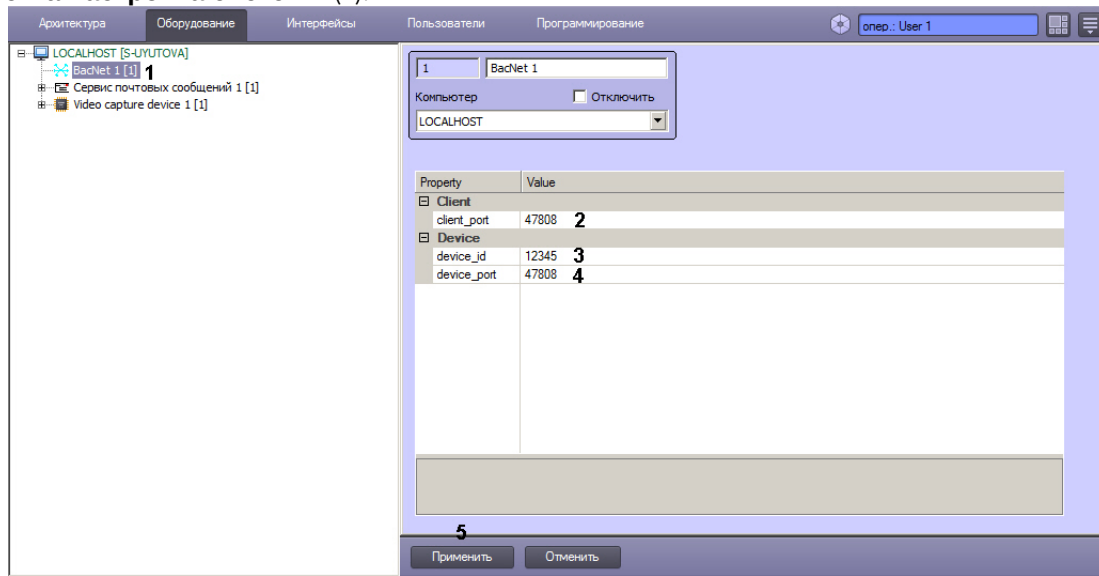 Архитектура Оборудование Интерфейсы Пользователи Программирование опер.: User 1
LOCALHOST [S-UYUTOVA]
BacNet 1 [1] 1
Сервис почтовых сообщений 1 [1]
Video capture device 1 [1]
1 BacNet 1
Компьютер Отключить
LOCALHOST
Property Value
Client
client_port 47808 2
Device
device_id 12345 3
device_port 47808 4
5
Применить Отменить